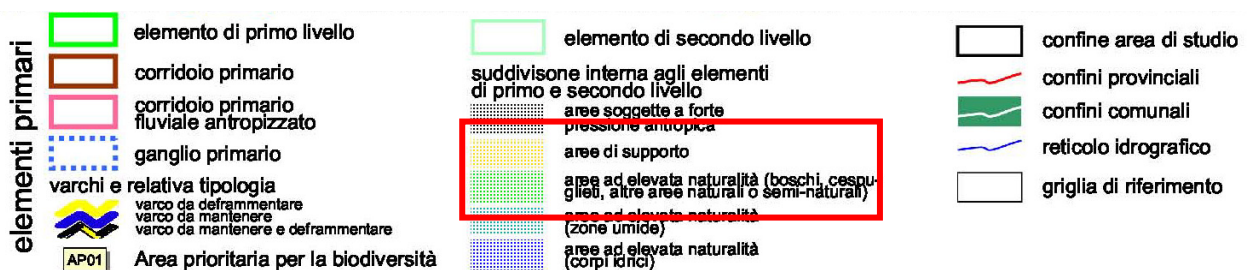 elementi primari
elemento di primo livello
corridoio primario
corridoio primario
fluviale antropizzato
ganglio primario
varchi e relativa tipologia
varco da deframmentare
varco da mantenere
varco da mantenere e deframmentare
AP01 Area prioritaria per la biodiversità
elemento di secondo livello
suddivisone interna agli elementi
di primo e secondo livello
aree soggette a forte
pressione antropica
aree di supporto
aree ad elevata naturalità (boschi, cespu-
glieti, altre aree naturali o semi-naturali)
aree ad elevata naturalità
(zone umide)
aree ad elevata naturalità
(corpi idrici)
confine area di studio
confini provinciali
confini comunali
reticolo idrografico
griglia di riferimento